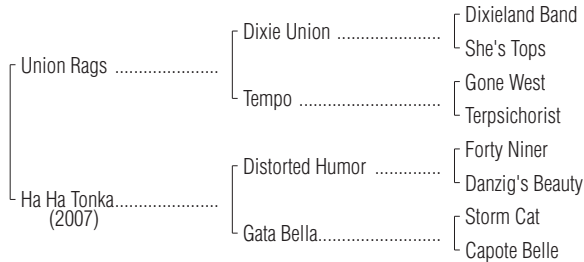 Dixieland Band
Dixie Union ..................
She's Tops
Union Rags ....................
Gone West
Tempo ........................
Terpsichorist
Forty Niner
Distorted Humor ...........
Danzig's Beauty
Ha Ha Tonka....................
(2007)
Storm Cat
Gata Bella.....................
Capote Belle